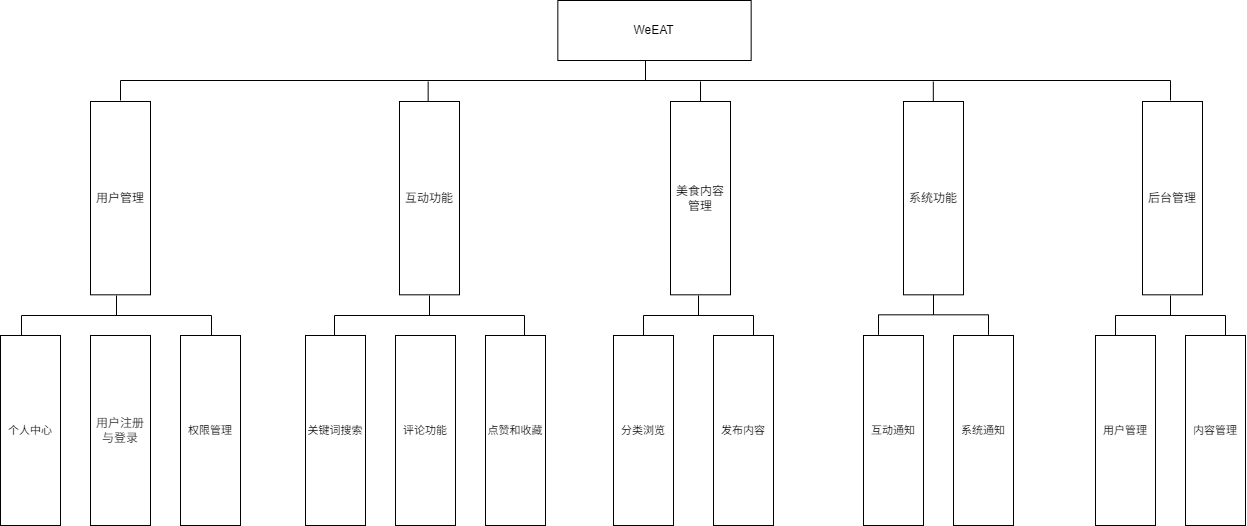 WeEAT
用户管理
互动功能
美食内容
管理
系统功能
后台管理
个人中心
用户注册
与登录
权限管理
关键词搜索
评论功能
点赞和收藏
分类浏览
发布内容
互动通知
系统通知
用户管理
内容管理